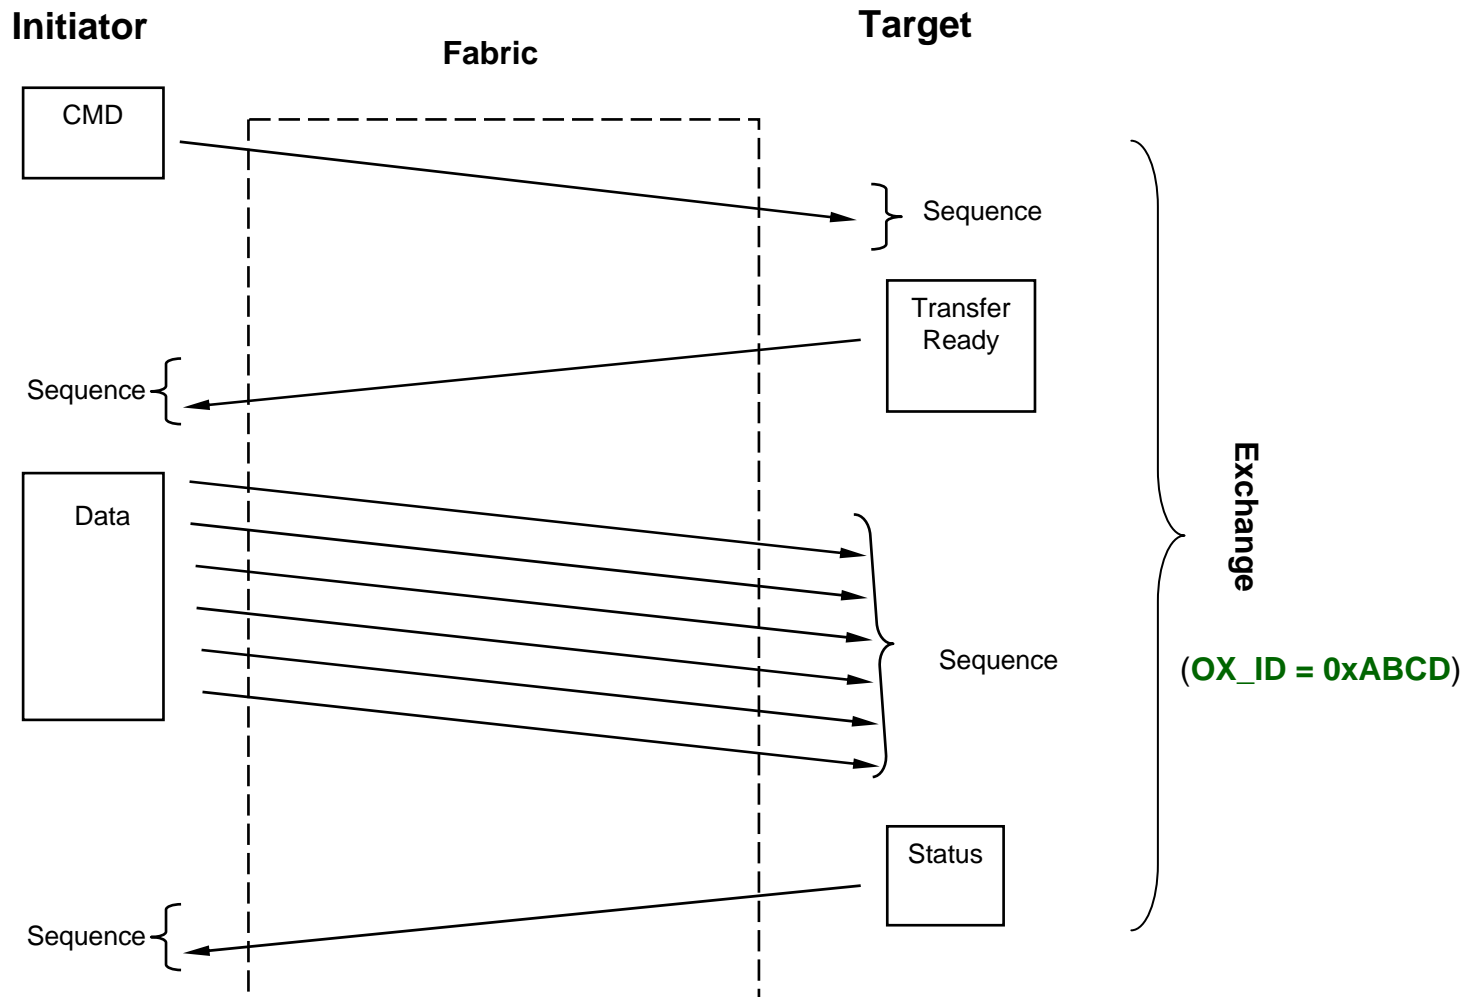 Initiator
Fabric
Target
CMD
Sequence
Transfer
Ready
Sequence
Data
Exchange
Sequence
(OX_ID = 0xABCD)
Status
Sequence